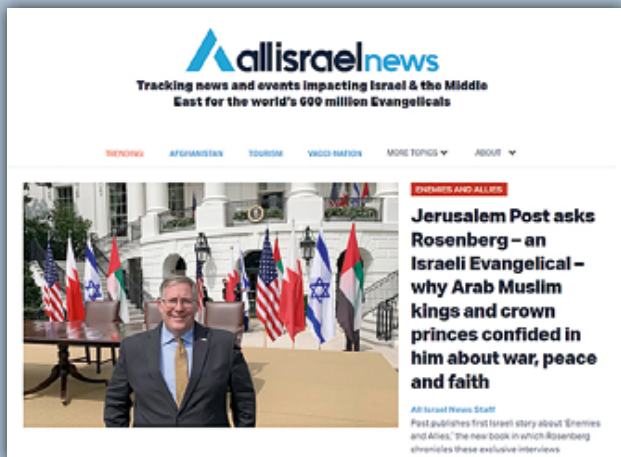 allisraelnews
Tracking news and events impacting Israel & the Middle
East for the world's 600 million Evangelicals
TRENDING: AFGHANISTAN TOURISM VACCI-NATION MORE TOPICS ABOUT
ENEMIES AND ALLIES
Jerusalem Post asks
Rosenberg – an
Israeli Evangelical –
why Arab Muslim
kings and crown
princes confided in
him about war, peace
and faith
All Israel News Staff
Post publishes first Israeli story about 'Enemies
and Allies,' the new book in which Rosenberg
chronicles these exclusive interviews